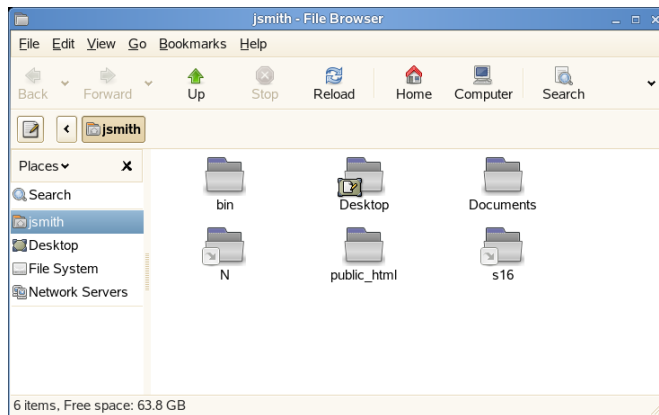 jsmith - File Browser
File Edit View Go Bookmarks Help
Back Forward Up Stop Reload Home Computer Search
jsmith
Places
Search
jsmith
Desktop
File System
Network Servers
bin Desktop Documents
N public_html s16
6 items, Free space: 63.8 GB